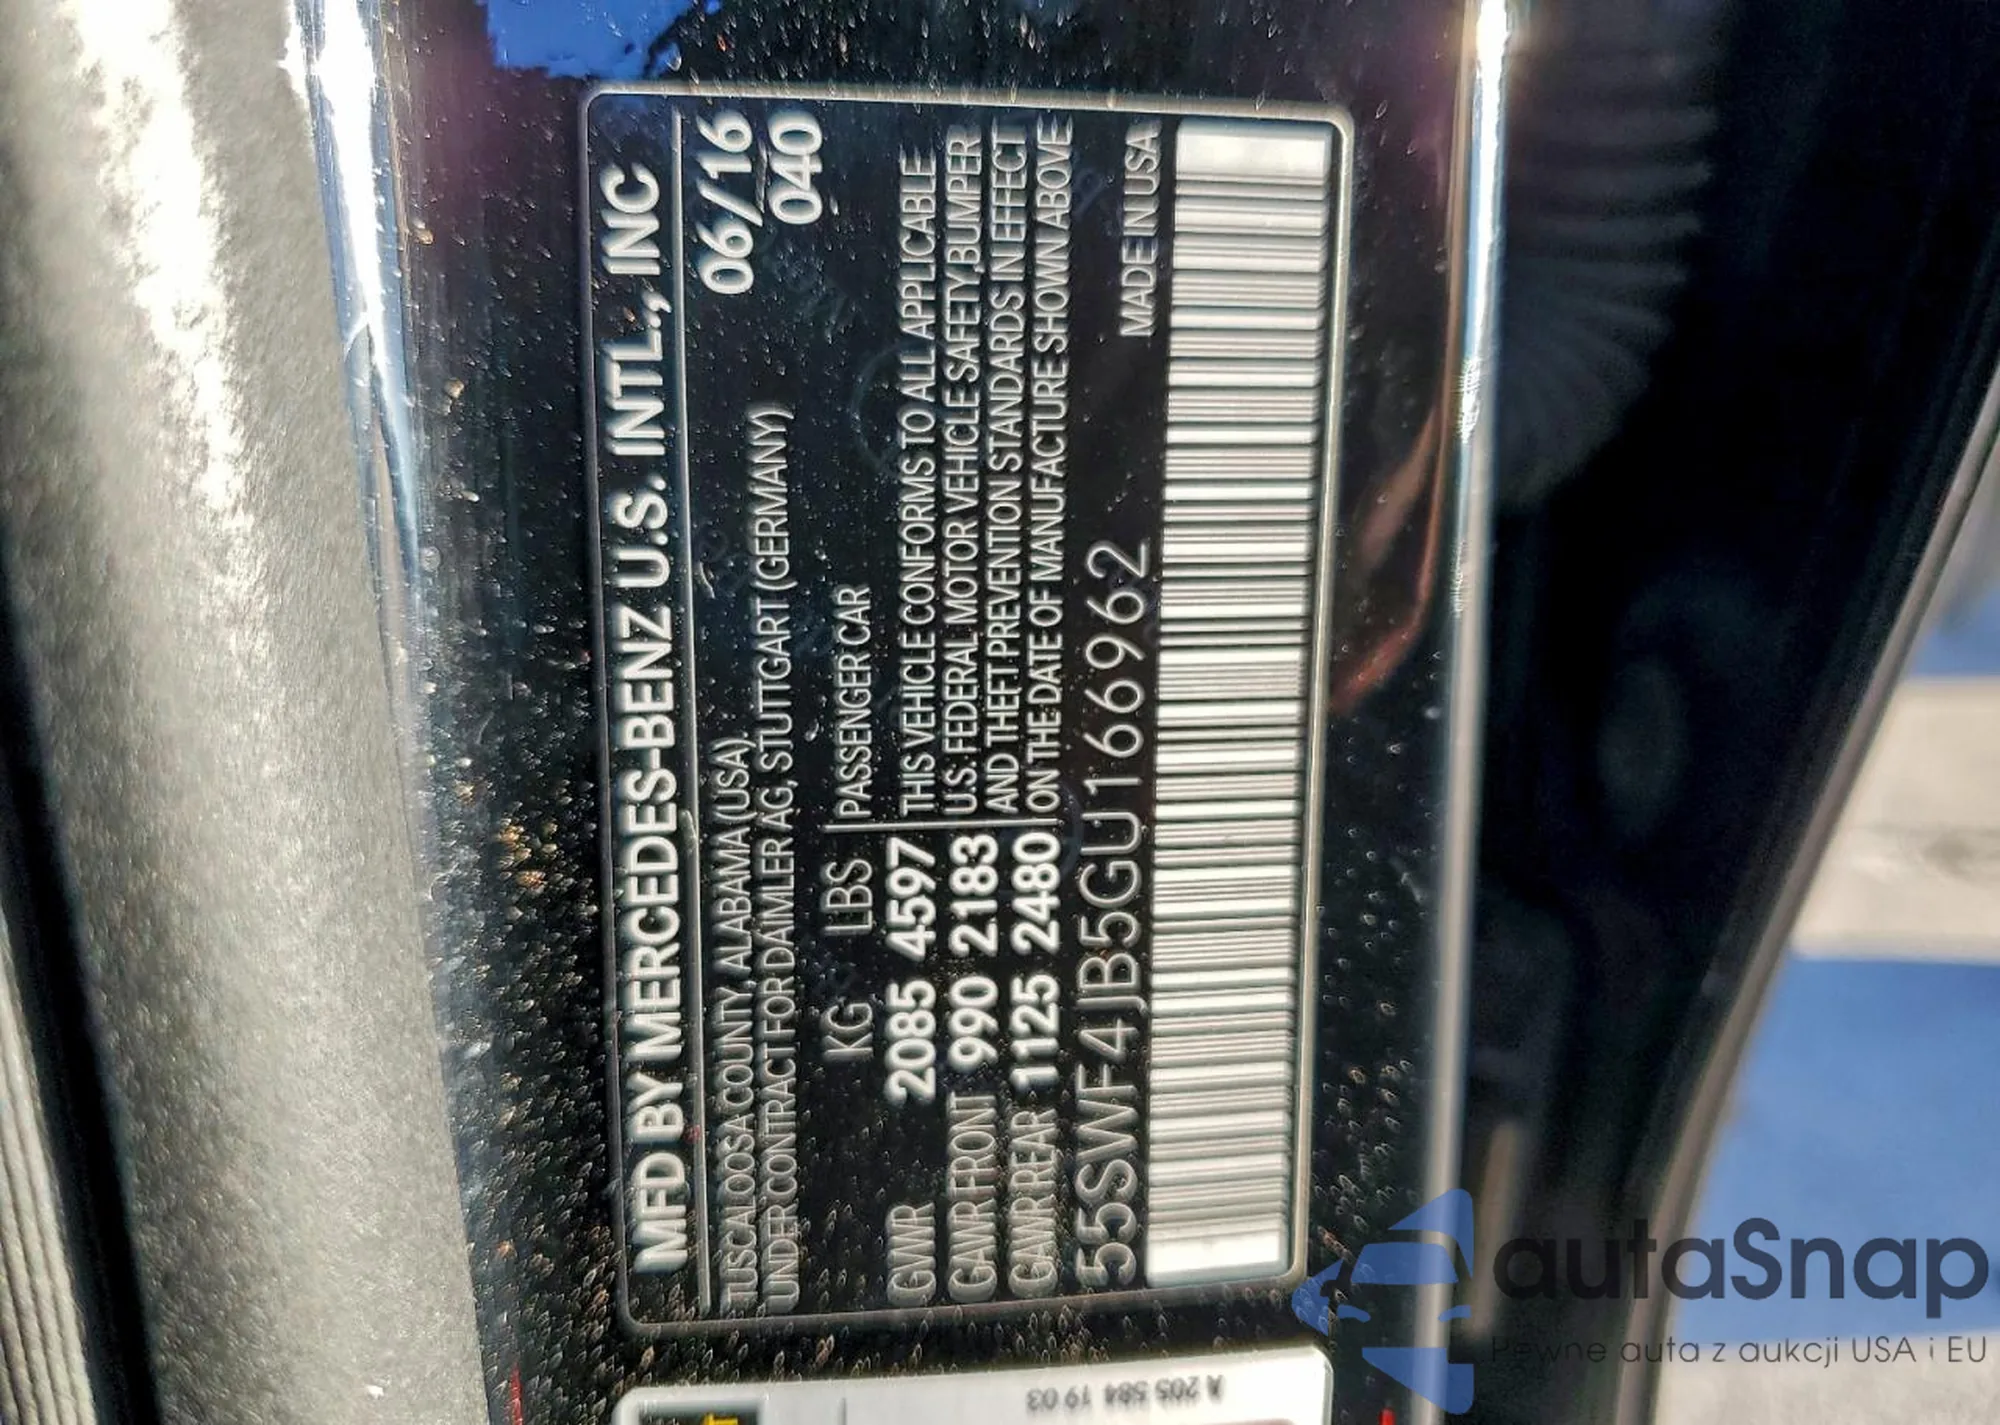 MFD BY MERCEDES-BENZ U.S. INTL., INC
TUSCALOOSA COUNTY, ALABAMA (USA) 06/16
UNDER CONTRACT FOR DAIMLER AG, STUTTGART (GERMANY) 040
KG LBS PASSENGER CAR
GVWR 2085 4597 THIS VEHICLE CONFORMS TO ALL APPLICABLE
GAWR FRONT 990 2183 U.S. FEDERAL MOTOR VEHICLE SAFETY,BUMPER
AND THEFT PREVENTION STANDARDS IN EFFECT
GAWR REAR 1125 2480 ON THE DATE OF MANUFACTURE SHOWN ABOVE
55SWF4JB5GU166962 MADE IN USA
A 205 584 19 03
autaSnap
Pewne auta z aukcji USA i EU